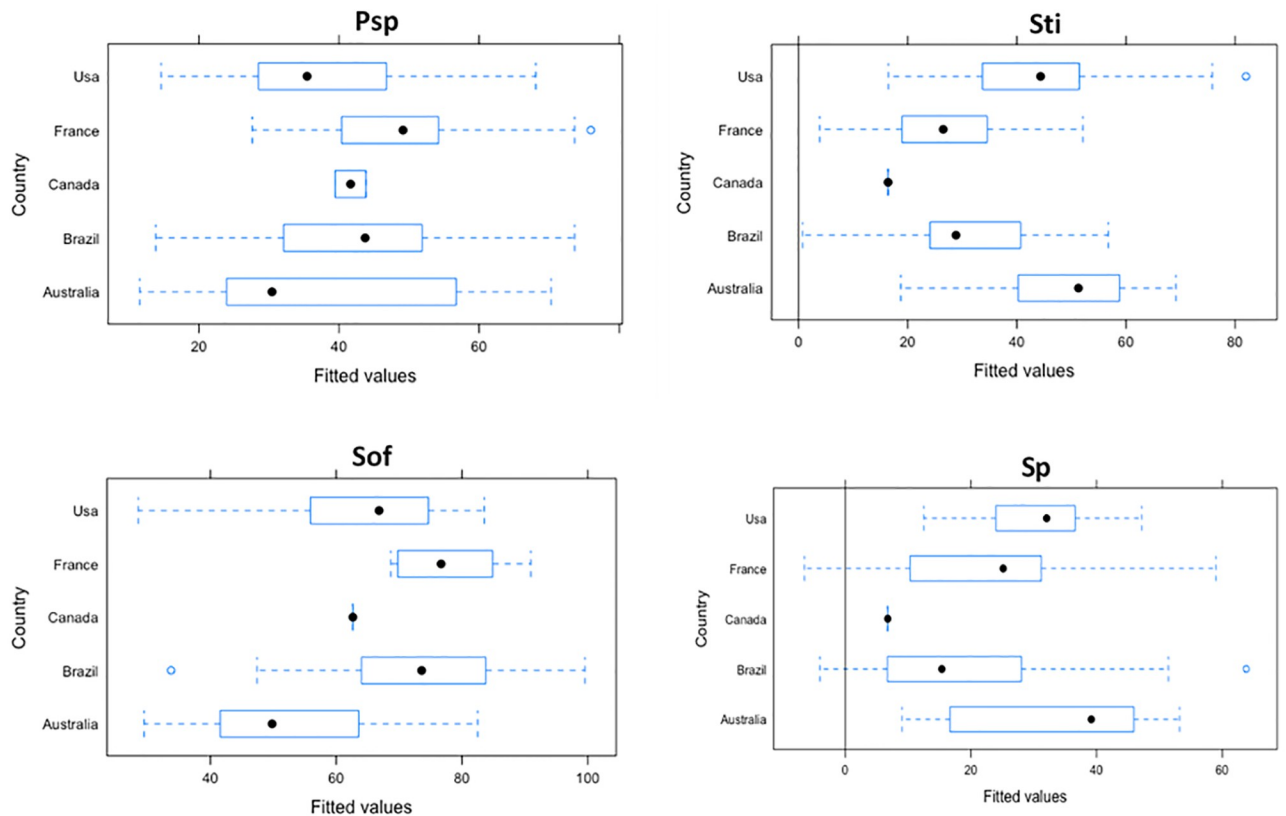 Psp
Country
Usa
France
Canada
Brazil
Australia
20 40 60
Fitted values
Sti
Country
Usa
France
Canada
Brazil
Australia
0 20 40 60 80
Fitted values
Sof
Country
Usa
France
Canada
Brazil
Australia
40 60 80 100
Fitted values
Sp
Country
Usa
France
Canada
Brazil
Australia
0 20 40 60
Fitted values